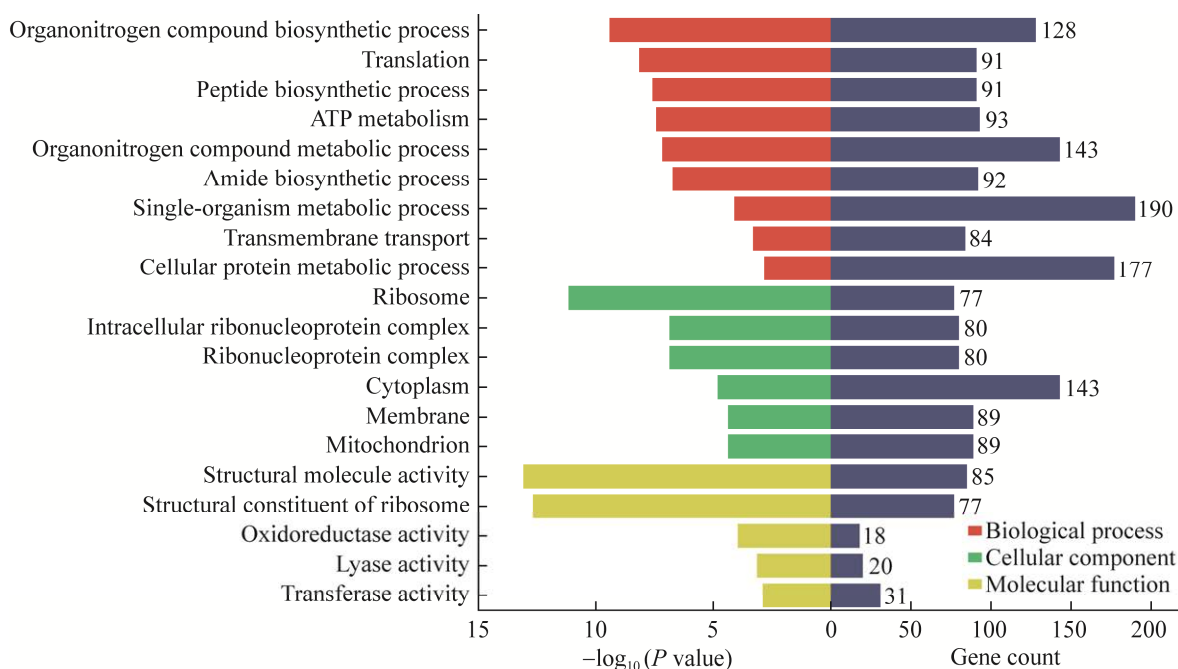 Organonitrogen compound biosynthetic process 128
Translation 91
Peptide biosynthetic process 91
ATP metabolism 93
Organonitrogen compound metabolic process 143
Amide biosynthetic process 92
Single-organism metabolic process 190
Transmembrane transport 84
Cellular protein metabolic process 177
Ribosome 77
Intracellular ribonucleoprotein complex 80
Ribonucleoprotein complex 80
Cytoplasm 143
Membrane 89
Mitochondrion 89
Structural molecule activity 85
Structural constituent of ribosome 77
Oxidoreductase activity 18
Lyase activity 20
Transferase activity 31
Biological process
Cellular component
Molecular function
15 10 5 0 50 100 150 200
−log₁₀ (P value) Gene count